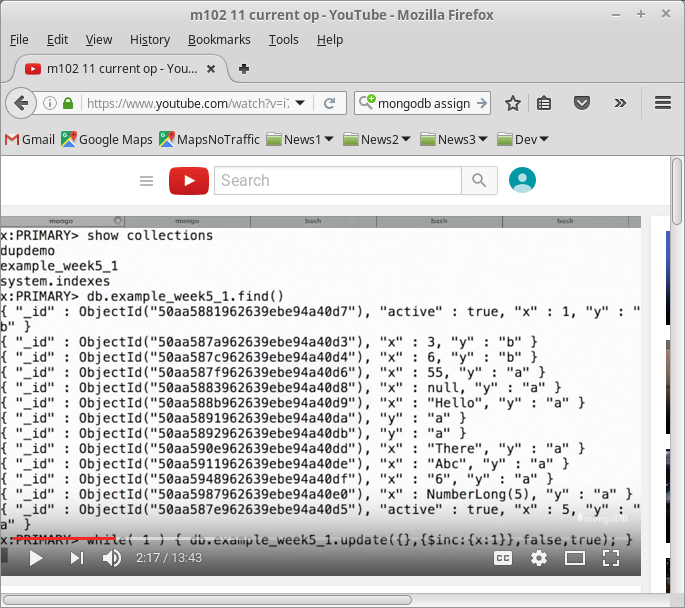 m102 11 current op - YouTube - Mozilla Firefox
File Edit View History Bookmarks Tools Help
m102 11 current op - You...
https://www.youtube.com/watch?v=i7 mongodb assign
Gmail Google Maps MapsNoTraffic News1 News2 News3 Dev
Search
mongo mongo bash bash bash
x:PRIMARY> show collections
dupdemo
example_week5_1
system.indexes
x:PRIMARY> db.example_week5_1.find()
{ "_id" : ObjectId("50aa5881962639ebe94a40d7"), "active" : true, "x" : 1, "y" : "
b" }
{ "_id" : ObjectId("50aa587a962639ebe94a40d3"), "x" : 3, "y" : "b" }
{ "_id" : ObjectId("50aa587c962639ebe94a40d4"), "x" : 6, "y" : "b" }
{ "_id" : ObjectId("50aa587f962639ebe94a40d6"), "x" : 55, "y" : "a" }
{ "_id" : ObjectId("50aa5883962639ebe94a40d8"), "x" : null, "y" : "a" }
{ "_id" : ObjectId("50aa588b962639ebe94a40d9"), "x" : "Hello", "y" : "a" }
{ "_id" : ObjectId("50aa5891962639ebe94a40da"), "y" : "a" }
{ "_id" : ObjectId("50aa5892962639ebe94a40db"), "y" : "a" }
{ "_id" : ObjectId("50aa590e962639ebe94a40dd"), "x" : "There", "y" : "a" }
{ "_id" : ObjectId("50aa5911962639ebe94a40de"), "x" : "Abc", "y" : "a" }
{ "_id" : ObjectId("50aa5948962639ebe94a40df"), "x" : "6", "y" : "a" }
{ "_id" : ObjectId("50aa5987962639ebe94a40e0"), "x" : NumberLong(5), "y" : "a" }
{ "_id" : ObjectId("50aa587e962639ebe94a40d5"), "active" : true, "x" : 5, "y" : "
a" }
mongoDB
x:PRIMARY> while( 1 ) { db.example_week5_1.update({},{$inc:{x:1}},false,true); }
2:17 / 13:43 CC